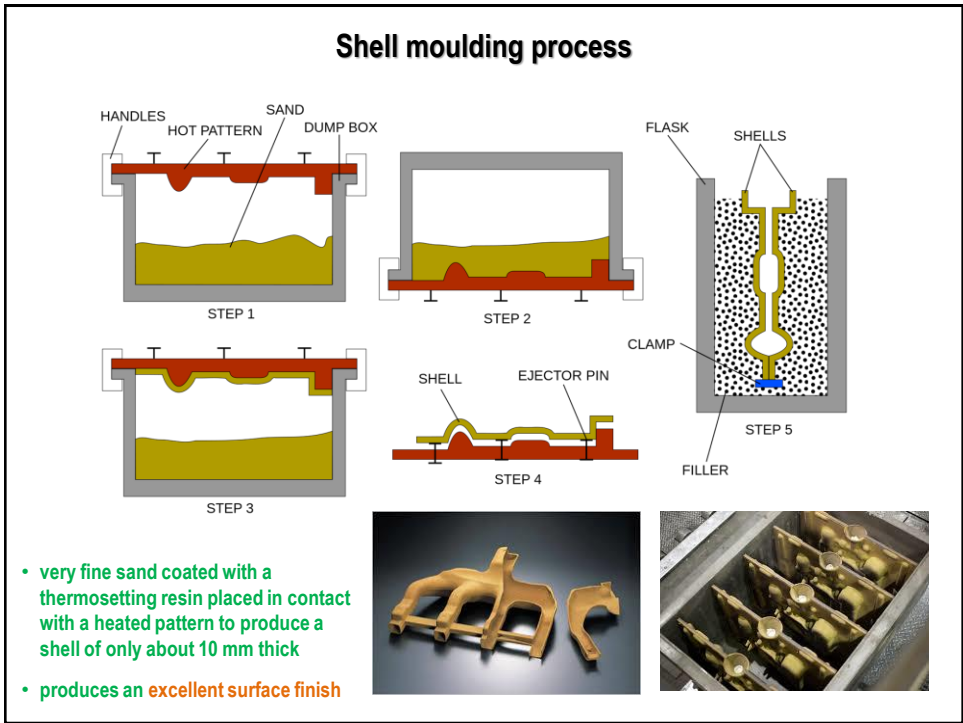 Shell moulding process
HANDLES
SAND
HOT PATTERN
DUMP BOX
STEP 1
STEP 2
FLASK
SHELLS
CLAMP
STEP 5
FILLER
STEP 3
SHELL
EJECTOR PIN
STEP 4
• very fine sand coated with a
thermosetting resin placed in contact
with a heated pattern to produce a
shell of only about 10 mm thick
• produces an excellent surface finish